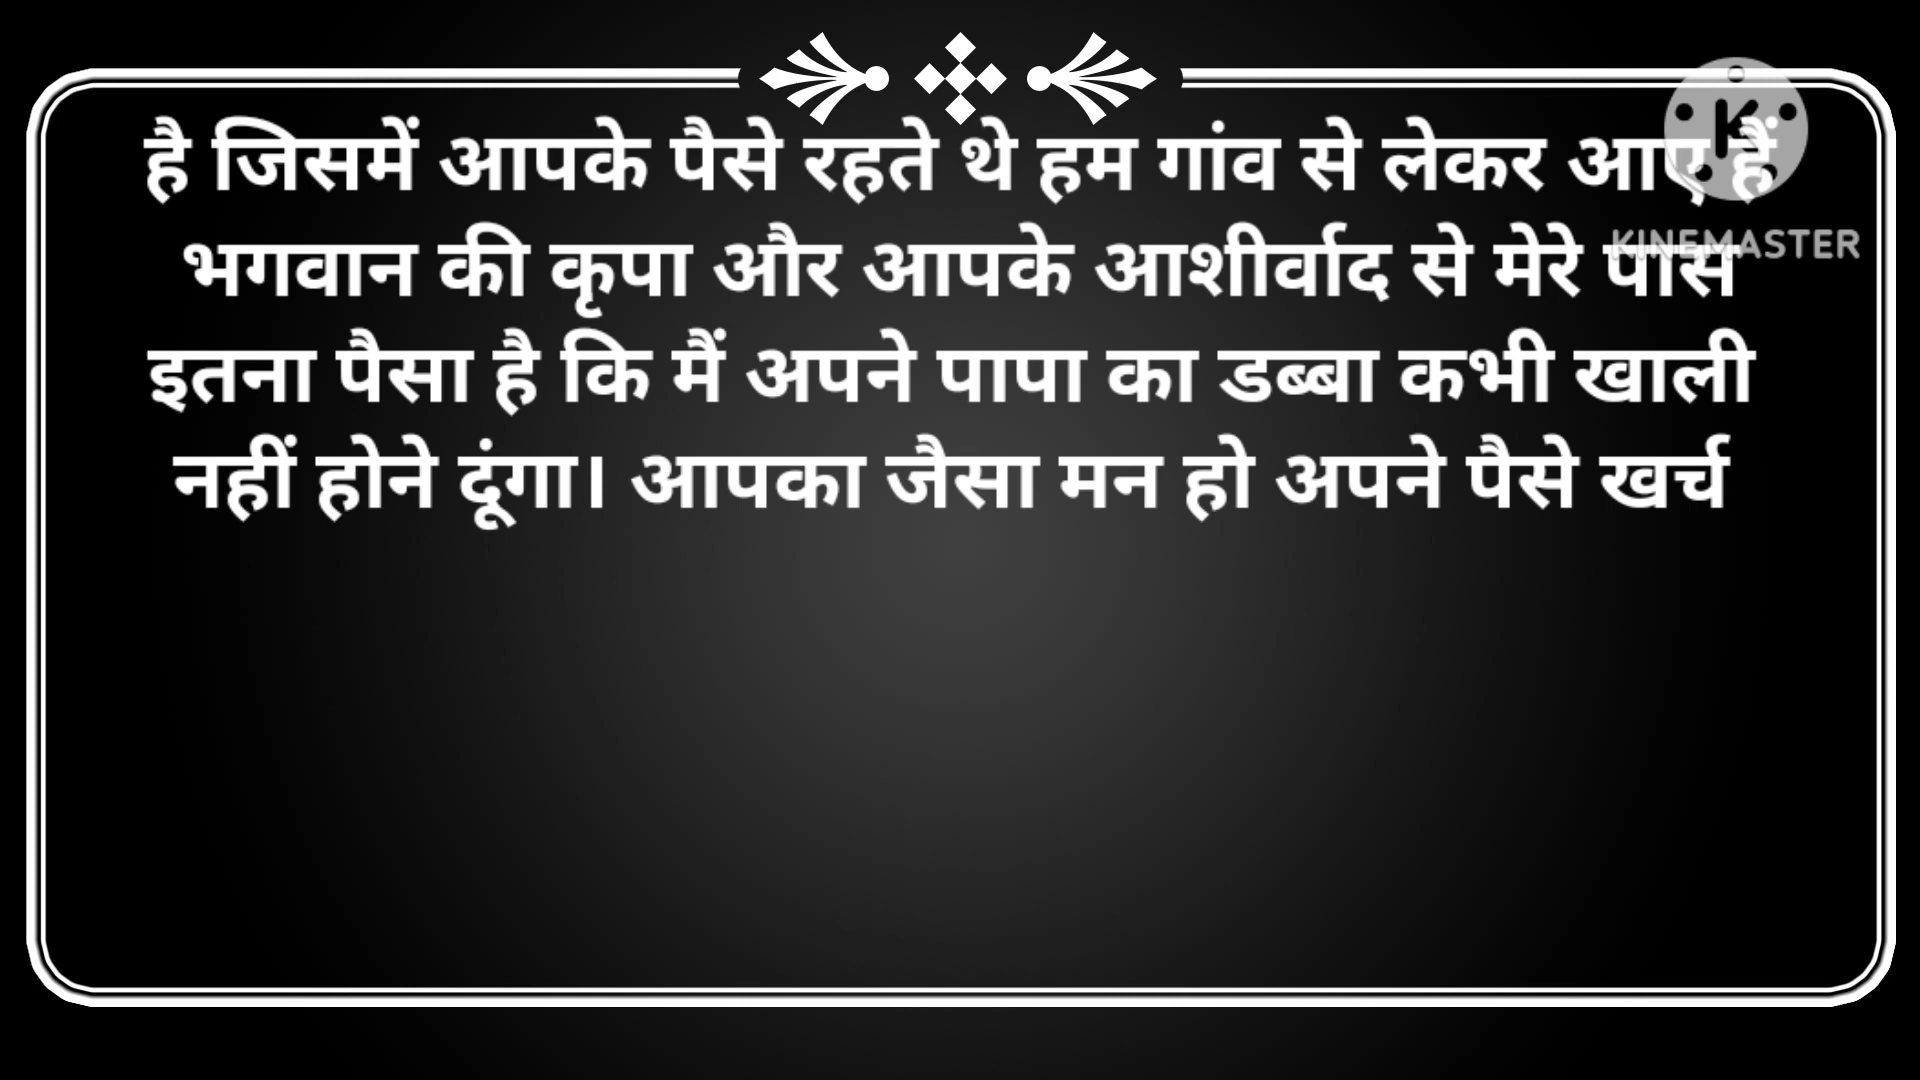 है जिसमें आपके पैसे रहते थे हम गांव से लेकर आए हैं
भगवान की कृपा और आपके आशीर्वाद से मेरे पास
इतना पैसा है कि मैं अपने पापा का डब्बा कभी खाली
नहीं होने दूंगा। आपका जैसा मन हो अपने पैसे खर्च
K
KINEMASTER